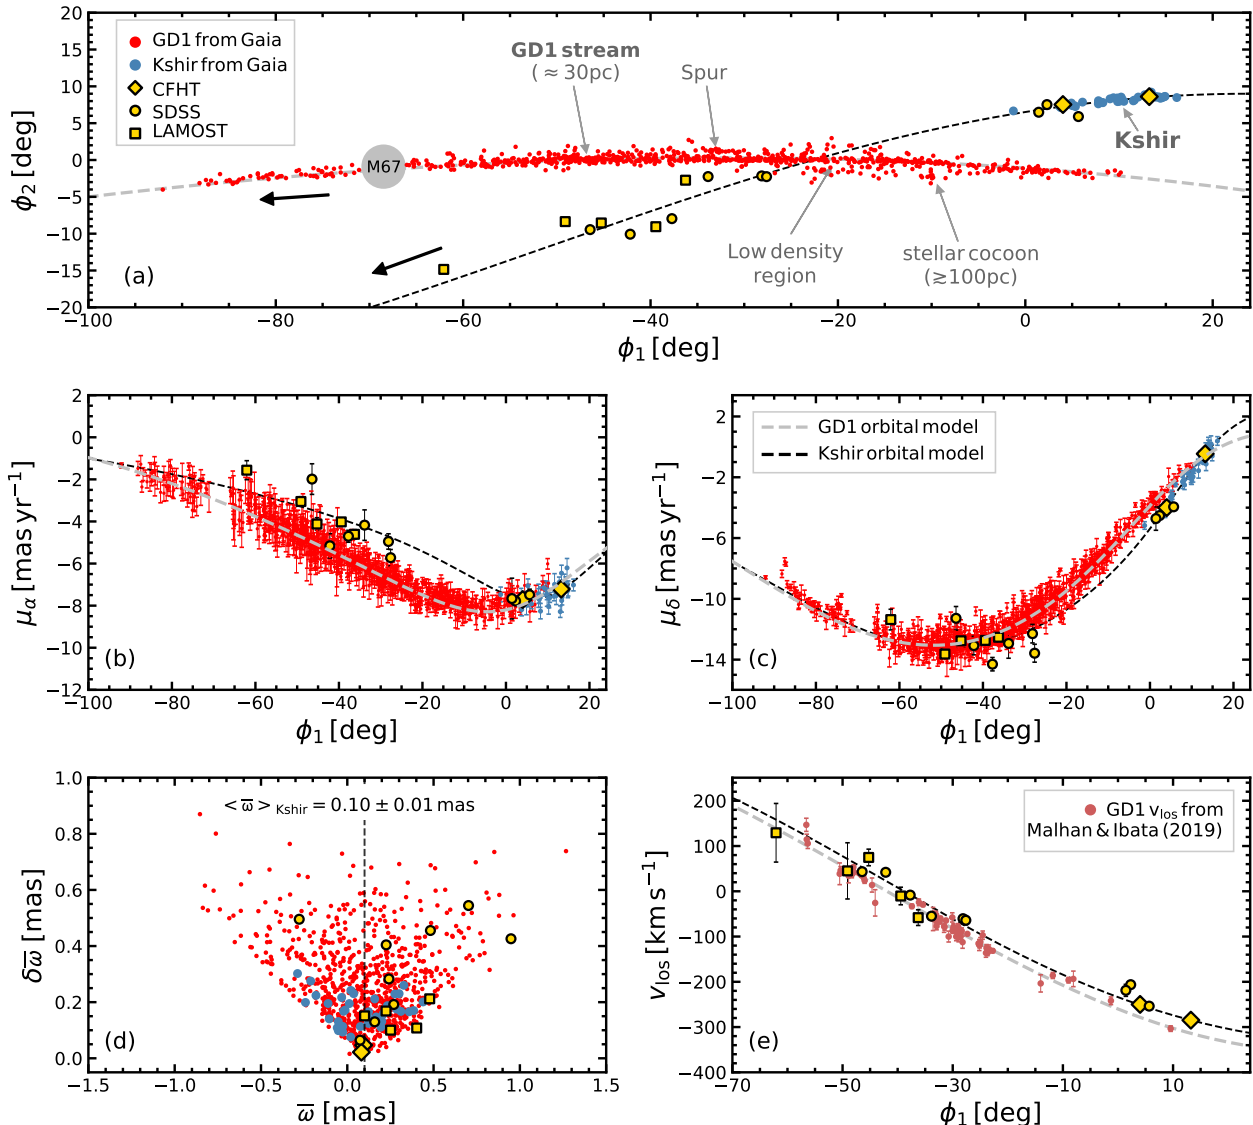 GD1 from Gaia
Kshir from Gaia
CFHT
SDSS
LAMOST
GD1 stream
(≈30pc)
Spur
Kshir
M67
Low density
region
stellar cocoon
(≳100pc)
(a)
20
15
10
5
0
−5
−10
−15
−20
ϕ2 [deg]
−100
−80
−60
−40
−20
0
20
ϕ1 [deg]
2
0
−2
−4
−6
−8
−10
−12
μα [mas yr−1]
(b)
−100
−80
−60
−40
−20
0
20
ϕ1 [deg]
GD1 orbital model
Kshir orbital model
2
−2
−6
−10
−14
μδ [mas yr−1]
(c)
−100
−80
−60
−40
−20
0
20
ϕ1 [deg]
<ϖ>Kshir = 0.10 ± 0.01 mas
1.0
0.8
0.6
0.4
0.2
0.0
δϖ [mas]
(d)
−1.5
−1.0
−0.5
0.0
0.5
1.0
1.5
ϖ [mas]
GD1 vlos from
Malhan & Ibata (2019)
200
100
0
−100
−200
−300
−400
vlos [km s−1]
(e)
−70
−50
−30
−10
10
ϕ1 [deg]